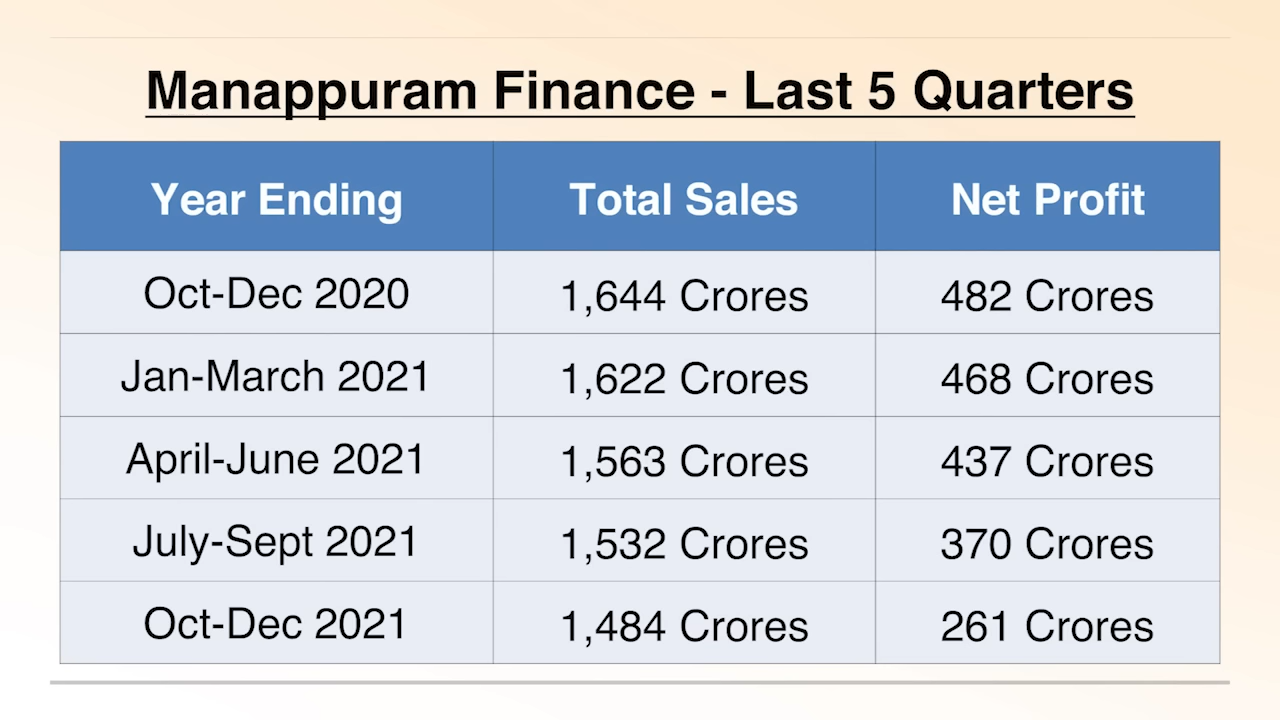 Manappuram Finance - Last 5 Quarters
Year Ending Total Sales Net Profit
Oct-Dec 2020 1,644 Crores 482 Crores
Jan-March 2021 1,622 Crores 468 Crores
April-June 2021 1,563 Crores 437 Crores
July-Sept 2021 1,532 Crores 370 Crores
Oct-Dec 2021 1,484 Crores 261 Crores